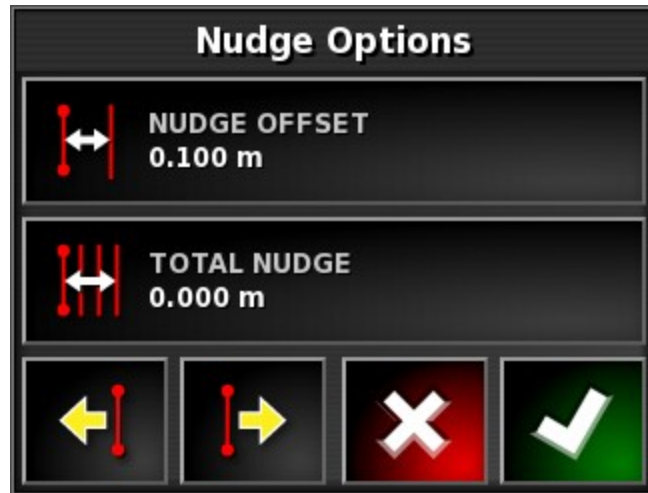 Nudge Options
NUDGE OFFSET
0.100 m
TOTAL NUDGE
0.000 m